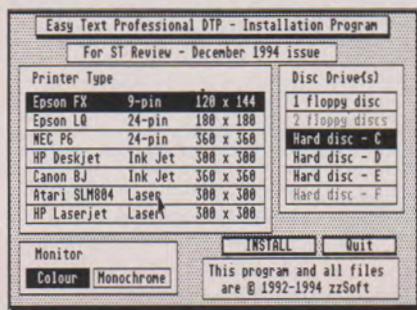 Easy Text Professional DTP - Installation Program
For ST Review - December 1994 issue
Printer Type
Epson FX 9-pin 120 x 144
Epson LQ 24-pin 180 x 180
NEC P6 24-pin 360 x 360
HP Deskjet Ink Jet 300 x 300
Canon BJ Ink Jet 360 x 360
Atari SLM804 Laser 300 x 300
HP Laserjet Laser 300 x 300
Disc Drive(s)
1 floppy disc
2 floppy discs
Hard disc - C
Hard disc - D
Hard disc - E
Hard disc - F
Monitor
Colour Monochrome
INSTALL Quit
This program and all files
are © 1992-1994 zzSoft